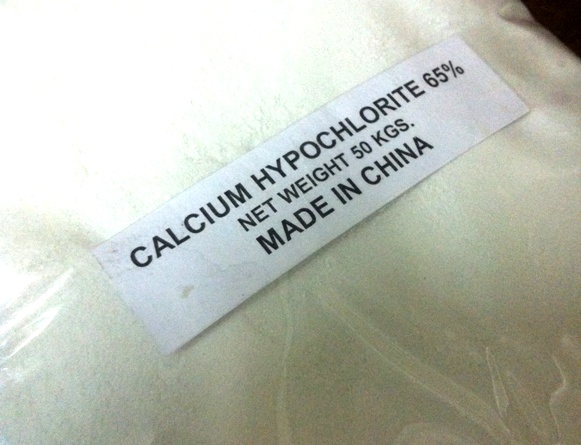 CALCIUM HYPOCHLORITE 65%
NET WEIGHT 50 KGS.
MADE IN CHINA